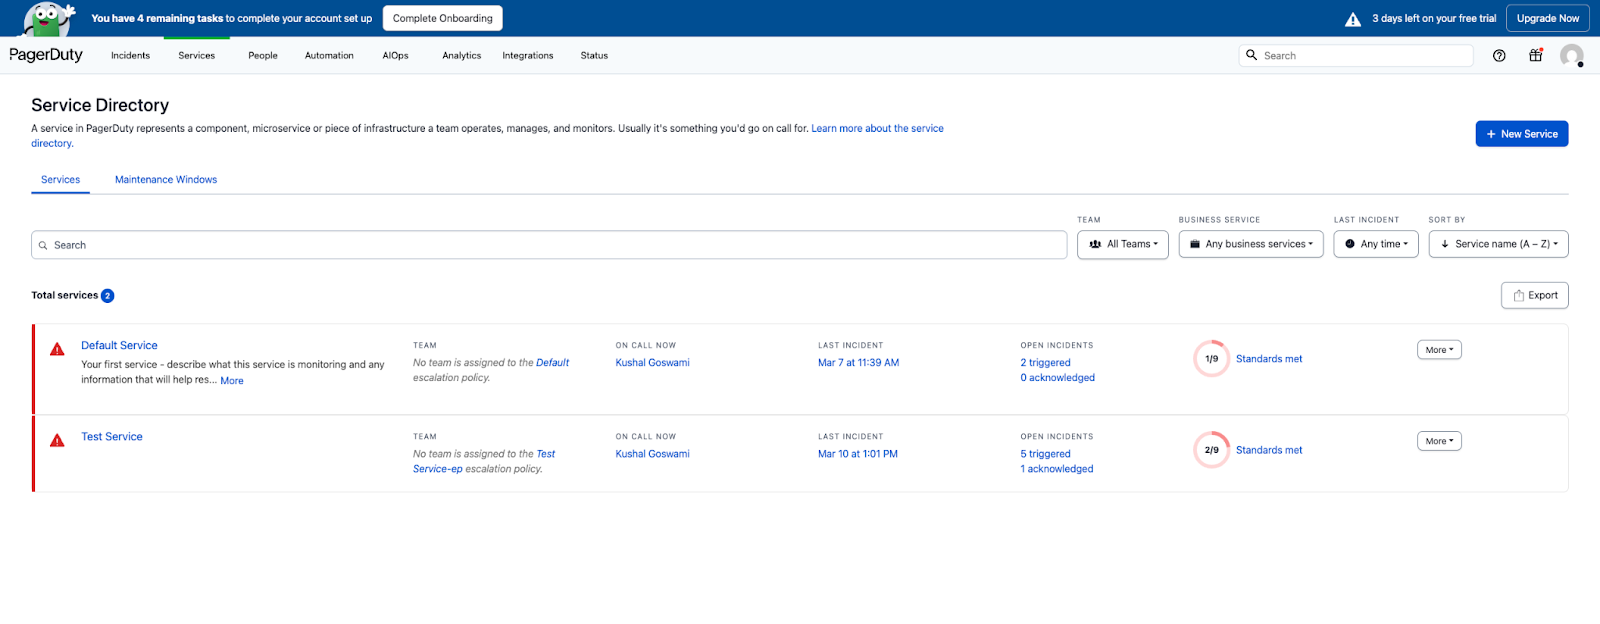 You have 4 remaining tasks to complete your account set up
Complete Onboarding
3 days left on your free trial
Upgrade Now
PagerDuty
Incidents
Services
People
Automation
AIOps
Analytics
Integrations
Status
Search
Service Directory
A service in PagerDuty represents a component, microservice or piece of infrastructure a team operates, manages, and monitors. Usually it's something you'd go on call for. Learn more about the service
directory.
+ New Service
Services
Maintenance Windows
TEAM
BUSINESS SERVICE
LAST INCIDENT
SORT BY
Search
All Teams
Any business services
Any time
Service name (A – Z)
Total services 2
Export
Default Service
Your first service - describe what this service is monitoring and any
information that will help res... More
TEAM
No team is assigned to the Default
escalation policy.
ON CALL NOW
Kushal Goswami
LAST INCIDENT
Mar 7 at 11:39 AM
OPEN INCIDENTS
2 triggered
0 acknowledged
1/9
Standards met
More
Test Service
TEAM
No team is assigned to the Test
Service-ep escalation policy.
ON CALL NOW
Kushal Goswami
LAST INCIDENT
Mar 10 at 1:01 PM
OPEN INCIDENTS
5 triggered
1 acknowledged
2/9
Standards met
More